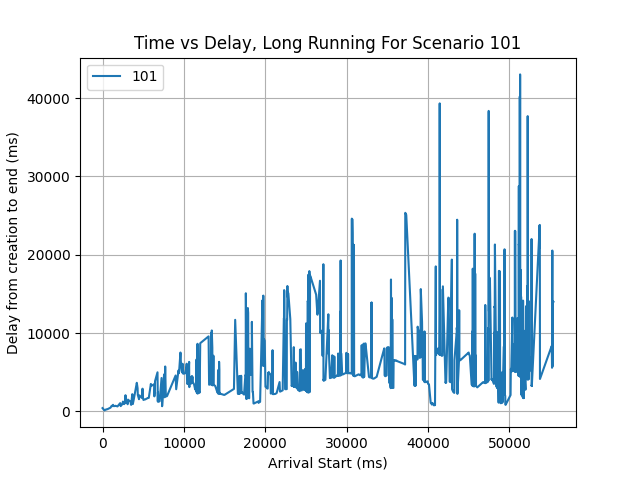 Time vs Delay, Long Running For Scenario 101
101
Delay from creation to end (ms)
40000
30000
20000
10000
0
0 10000 20000 30000 40000 50000
Arrival Start (ms)